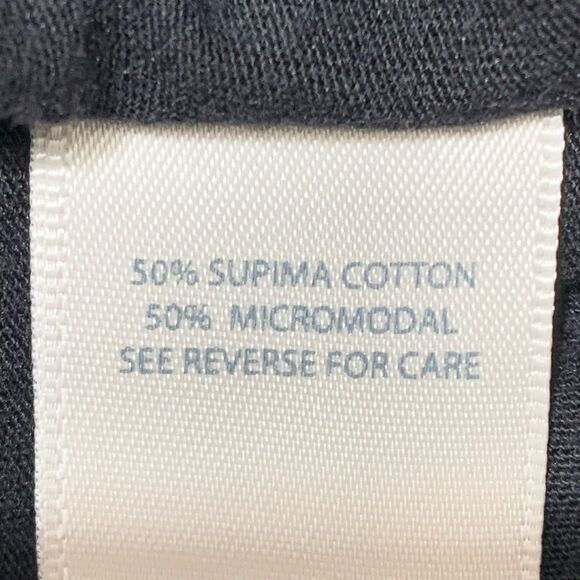 50% SUPIMA COTTON
50% MICROMODAL
SEE REVERSE FOR CARE